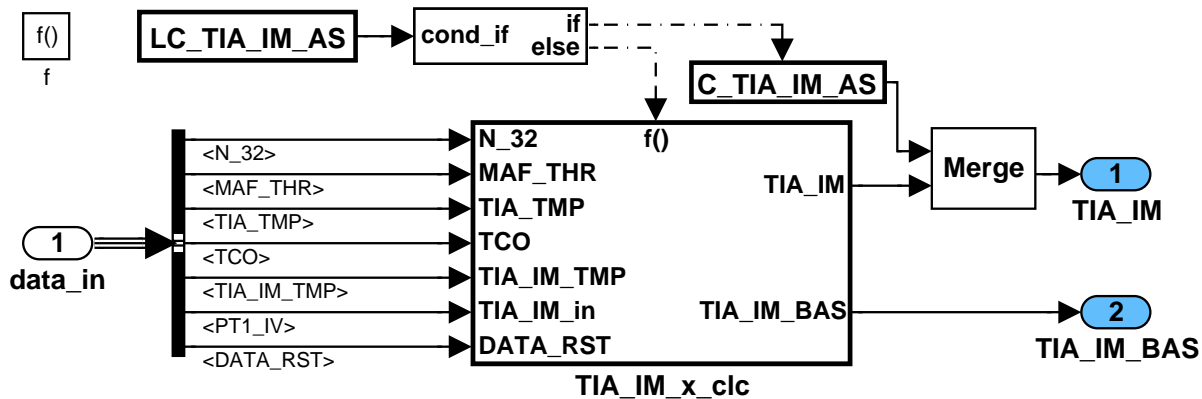 f()
f
LC_TIA_IM_AS
cond_if
if
else
C_TIA_IM_AS
f()
N_32
MAF_THR
TIA_TMP
TCO
TIA_IM_TMP
TIA_IM_in
DATA_RST
<N_32>
<MAF_THR>
<TIA_TMP>
<TCO>
<TIA_IM_TMP>
<PT1_IV>
<DATA_RST>
1
data_in
TIA_IM
TIA_IM_BAS
TIA_IM_x_clc
Merge
1
TIA_IM
2
TIA_IM_BAS